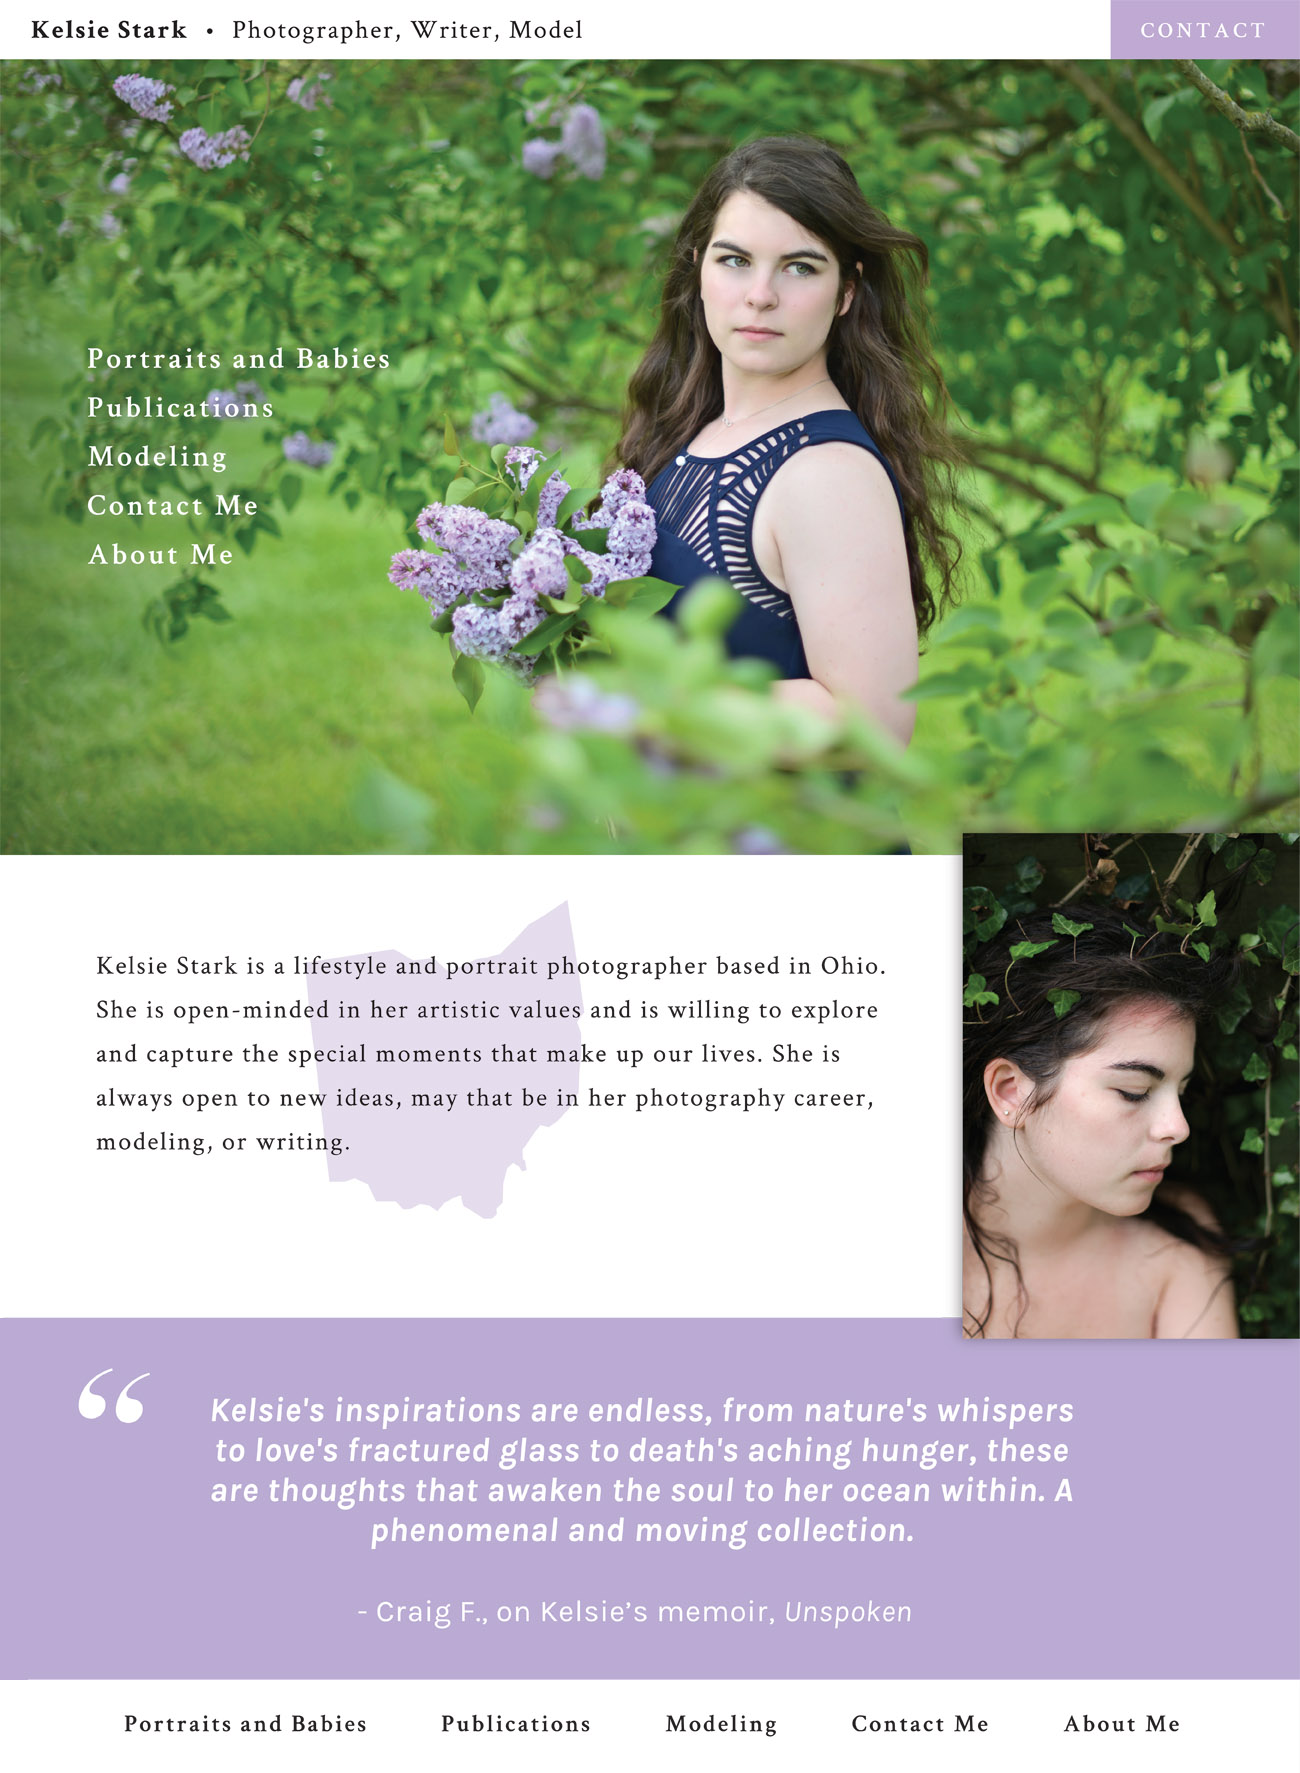 Kelsie Stark • Photographer, Writer, Model
CONTACT
Portraits and Babies
Publications
Modeling
Contact Me
About Me
Kelsie Stark is a lifestyle and portrait photographer based in Ohio.
She is open-minded in her artistic values and is willing to explore
and capture the special moments that make up our lives. She is
always open to new ideas, may that be in her photography career,
modeling, or writing.
“
Kelsie's inspirations are endless, from nature's whispers
to love's fractured glass to death's aching hunger, these
are thoughts that awaken the soul to her ocean within. A
phenomenal and moving collection.
- Craig F., on Kelsie’s memoir, Unspoken
Portraits and Babies Publications Modeling Contact Me About Me